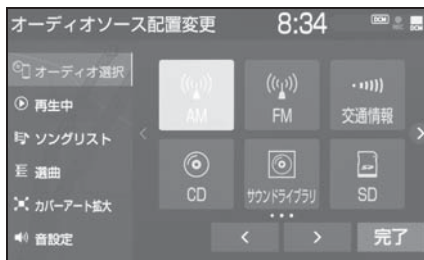 オーディオソース配置変更 8:34 DCM DCM
オーディオ選択
再生中
ソングリスト
選曲
カバーアート拡大
音設定
AM FM 交通情報
CD サウンドライブラリ SD
完了